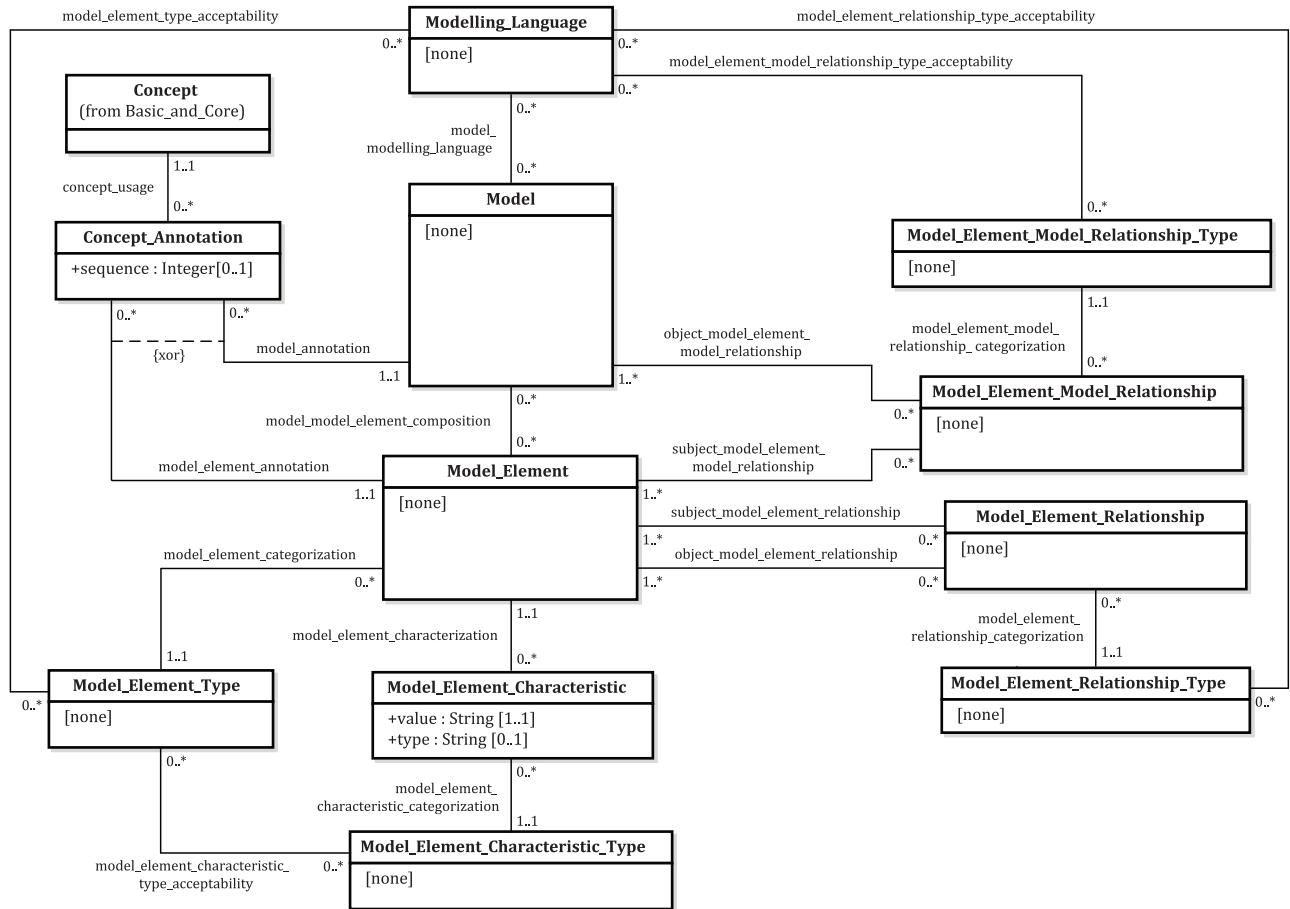 model_element_type_acceptability
Modelling_Language
model_element_relationship_type_acceptability
0..*
[none]
0..*
model_element_model_relationship_type_acceptability
0..*
Concept
(from Basic_and_Core)
0..*
model_
modelling_language
1..1
concept_usage
0..*
0..*
0..*
Concept_Annotation
+sequence : Integer[0..1]
Model
[none]
Model_Element_Model_Relationship_Type
[none]
0..*
0..*
{xor}
model_annotation
1..1
object_model_element_
model_relationship
1..*
1..1
model_element_model_
relationship_ categorization
0..*
0..*
model_model_element_composition
0..*
0..*
Model_Element_Model_Relationship
[none]
model_element_annotation
1..1
Model_Element
[none]
subject_model_element_
model_relationship
0..*
1..*
subject_model_element_relationship
1..*
0..*
Model_Element_Relationship
[none]
model_element_categorization
0..*
object_model_element_relationship
1..*
0..*
1..1
model_element_characterization
0..*
0..*
model_element_
relationship_categorization
1..1
1..1
Model_Element_Type
[none]
0..*
Model_Element_Characteristic
+value : String [1..1]
+type : String [0..1]
Model_Element_Relationship_Type
[none]
0..*
0..*
0..*
model_element_
characteristic_categorization
1..1
Model_Element_Characteristic_Type
[none]
0..*
model_element_characteristic_
type_acceptability